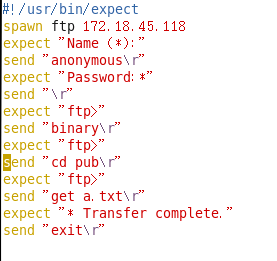 #!/usr/bin/expect
spawn ftp 172.18.45.118
expect "Name (*):"
send "anonymous\r"
expect "Password:*"
send "\r"
expect "ftp>"
send "binary\r"
expect "ftp>"
send "cd pub\r"
expect "ftp>"
send "get a.txt\r"
expect "* Transfer complete."
send "exit\r"